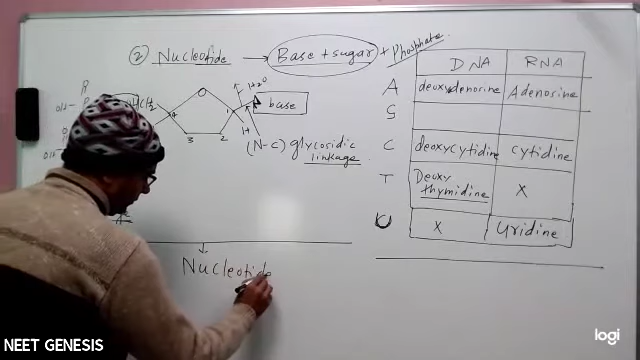 ② Nucleotide → Base + sugar + Phosphate
DNA RNA
A deoxyadenosine Adenosine
G
C deoxycytidine cytidine
T Deoxy thymidine X
U X Uridine
CH2
H2O
base
H
1
2
3
4
(N-C) glycosidic
linkage
Nucleotide
NEET GENESIS
logi